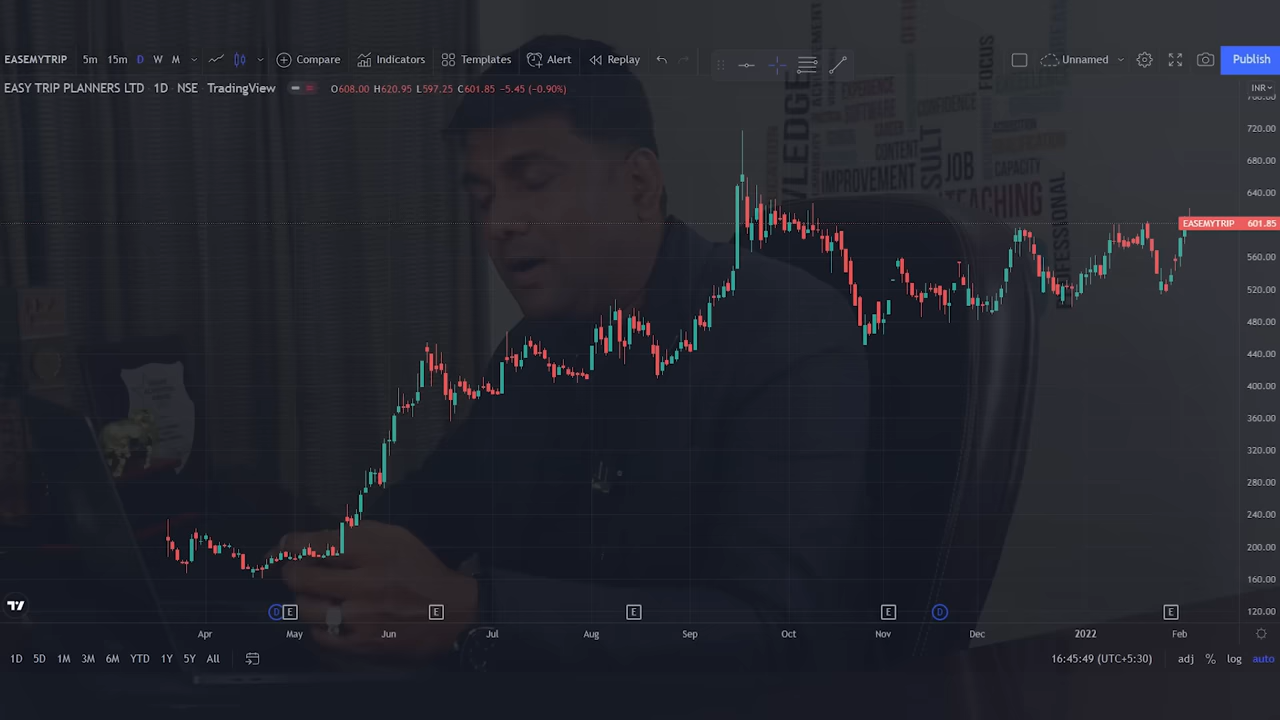 EASEMYTRIP 5m 15m D W M Compare Indicators Templates Alert Replay Unnamed Publish
EASY TRIP PLANNERS LTD 1D NSE TradingView O608.00 H620.95 L597.25 C601.85 −5.45 (−0.90%) INR
720.00
680.00
640.00
EASEMYTRIP 601.85
560.00
520.00
480.00
440.00
400.00
360.00
320.00
280.00
240.00
200.00
160.00
120.00
D E E E E D E
Apr May Jun Jul Aug Sep Oct Nov Dec 2022 Feb
1D 5D 1M 3M 6M YTD 1Y 5Y All 16:45:49 (UTC+5:30) adj % log auto
EXPERIENCE
FOCUS
CONFIDENCE
CONTENT
IMPROVEMENT
JOB
CAPACITY
TEACHING